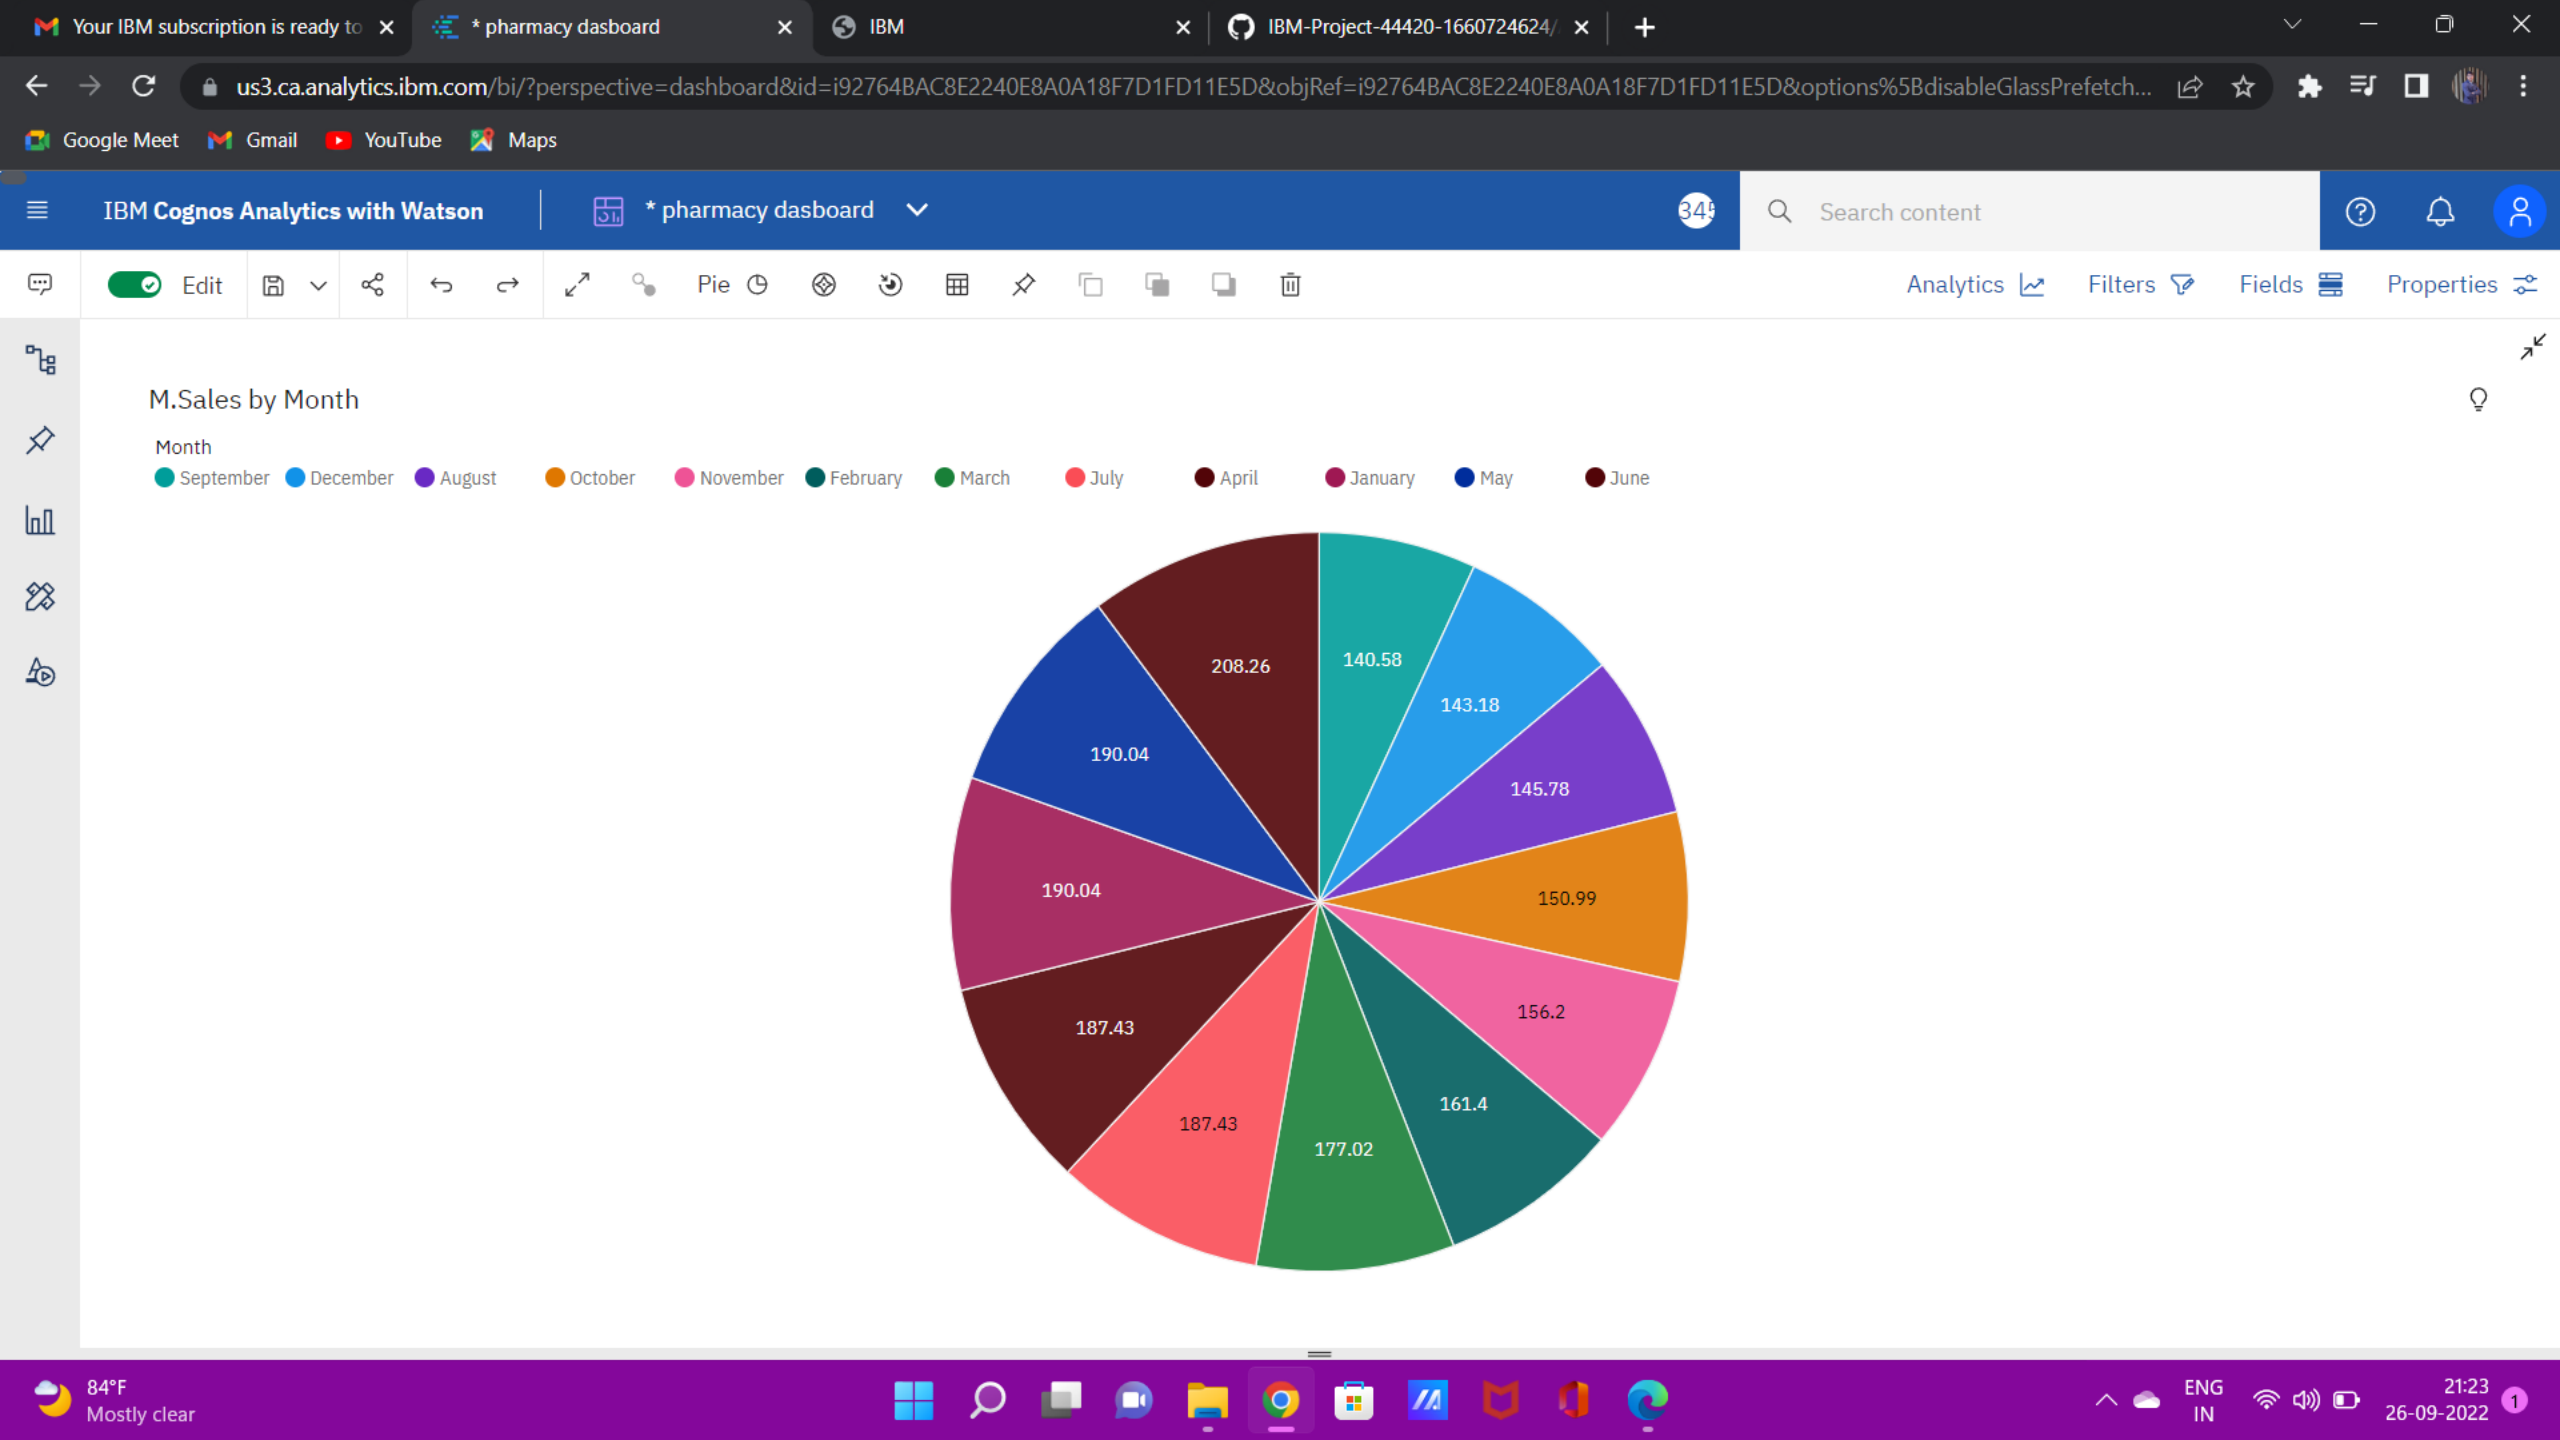 Your IBM subscription is ready to
* pharmacy dasboard
IBM
IBM-Project-44420-1660724624/
us3.ca.analytics.ibm.com/bi/?perspective=dashboard&id=i92764BAC8E2240E8A0A18F7D1FD11E5D&objRef=i92764BAC8E2240E8A0A18F7D1FD11E5D&options%5BdisableGlassPrefetch...
Google Meet Gmail YouTube Maps
IBM Cognos Analytics with Watson * pharmacy dasboard 345 Search content
Edit Pie Analytics Filters Fields Properties
M.Sales by Month
Month
September December August October November February March July April January May June
208.26
140.58
143.18
190.04
145.78
190.04
150.99
187.43
156.2
187.43
161.4
177.02
84°F
Mostly clear
ENG
IN
21:23
26-09-2022
1